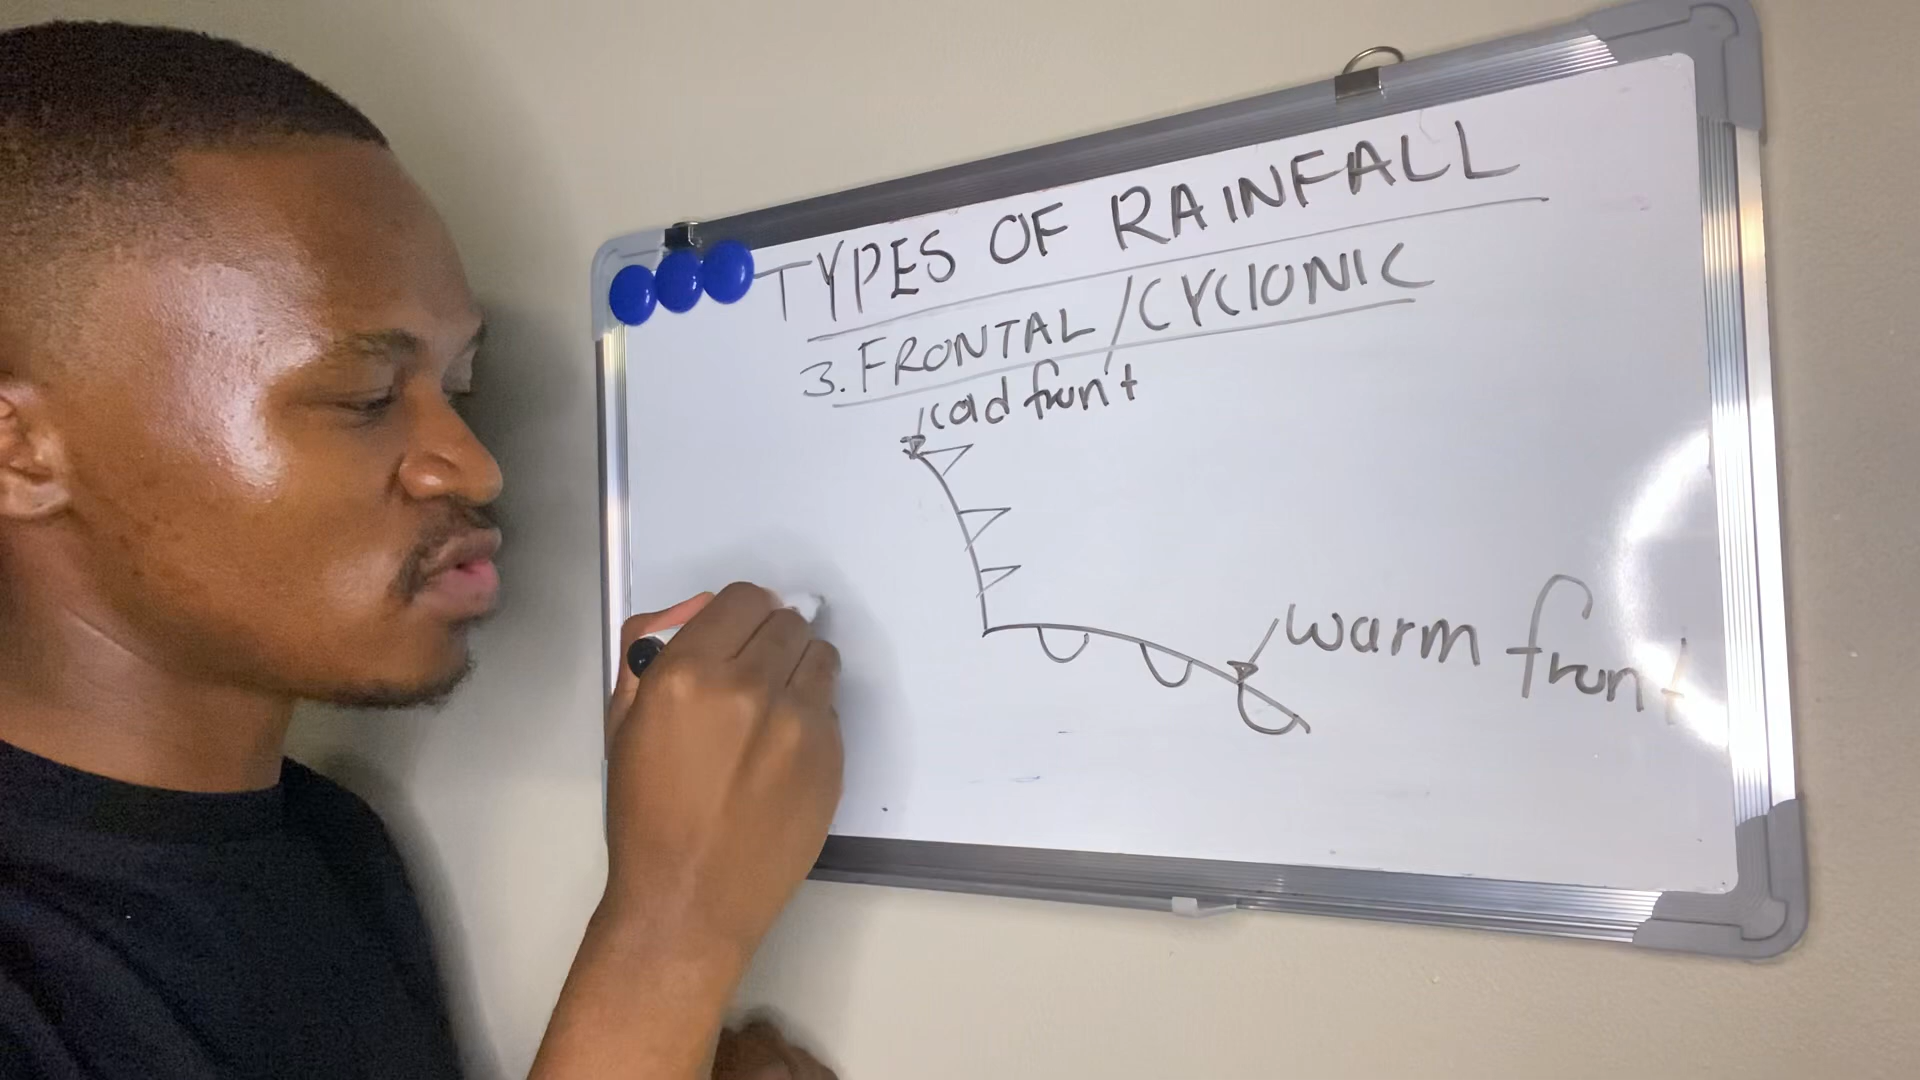 TYPES OF RAINFALL
3. FRONTAL/CYCLONIC
cold front
warm front